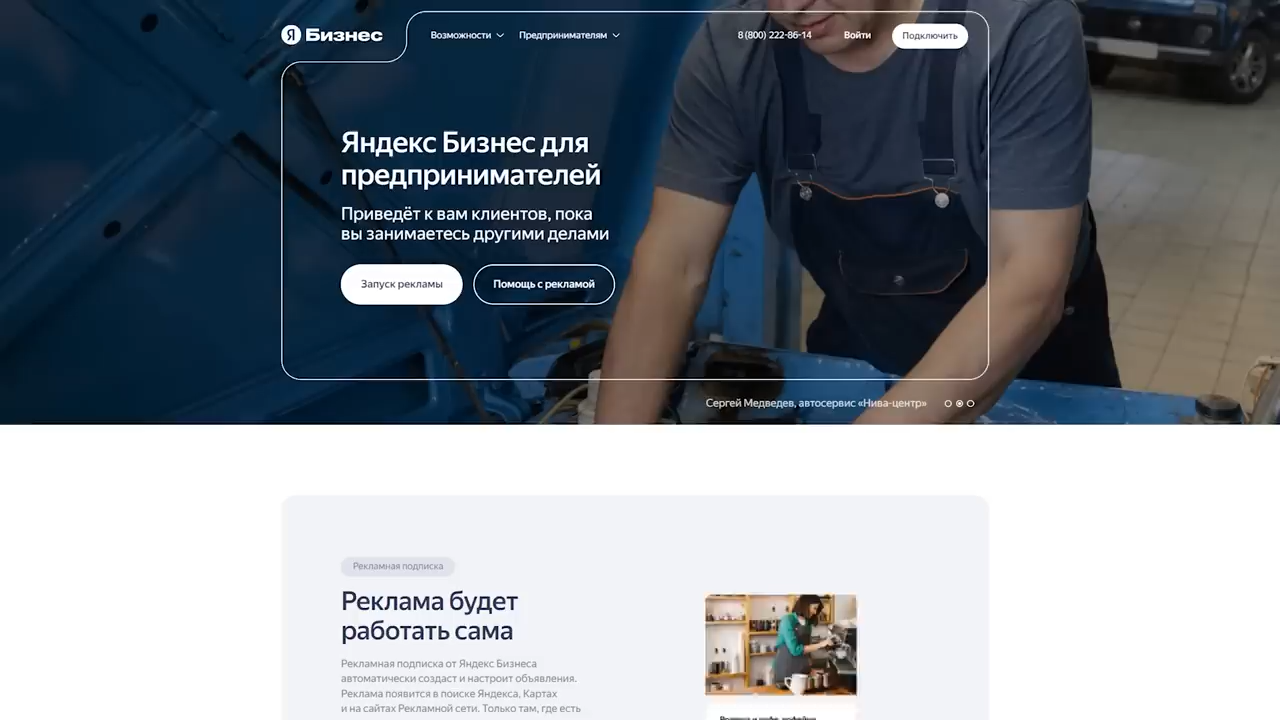 Я Бизнес
Возможности
Предпринимателям
8 (800) 222-86-14
Войти
Подключить
Яндекс Бизнес для
предпринимателей
Приведёт к вам клиентов, пока
вы занимаетесь другими делами
Запуск рекламы
Помощь с рекламой
Сергей Медведев, автосервис «Нива-центр»
Рекламная подписка
Реклама будет
работать сама
Рекламная подписка от Яндекс Бизнеса
автоматически создаст и настроит объявления.
Реклама появится в поиске Яндекса, Картах
и на сайтах Рекламной сети. Только там, где есть